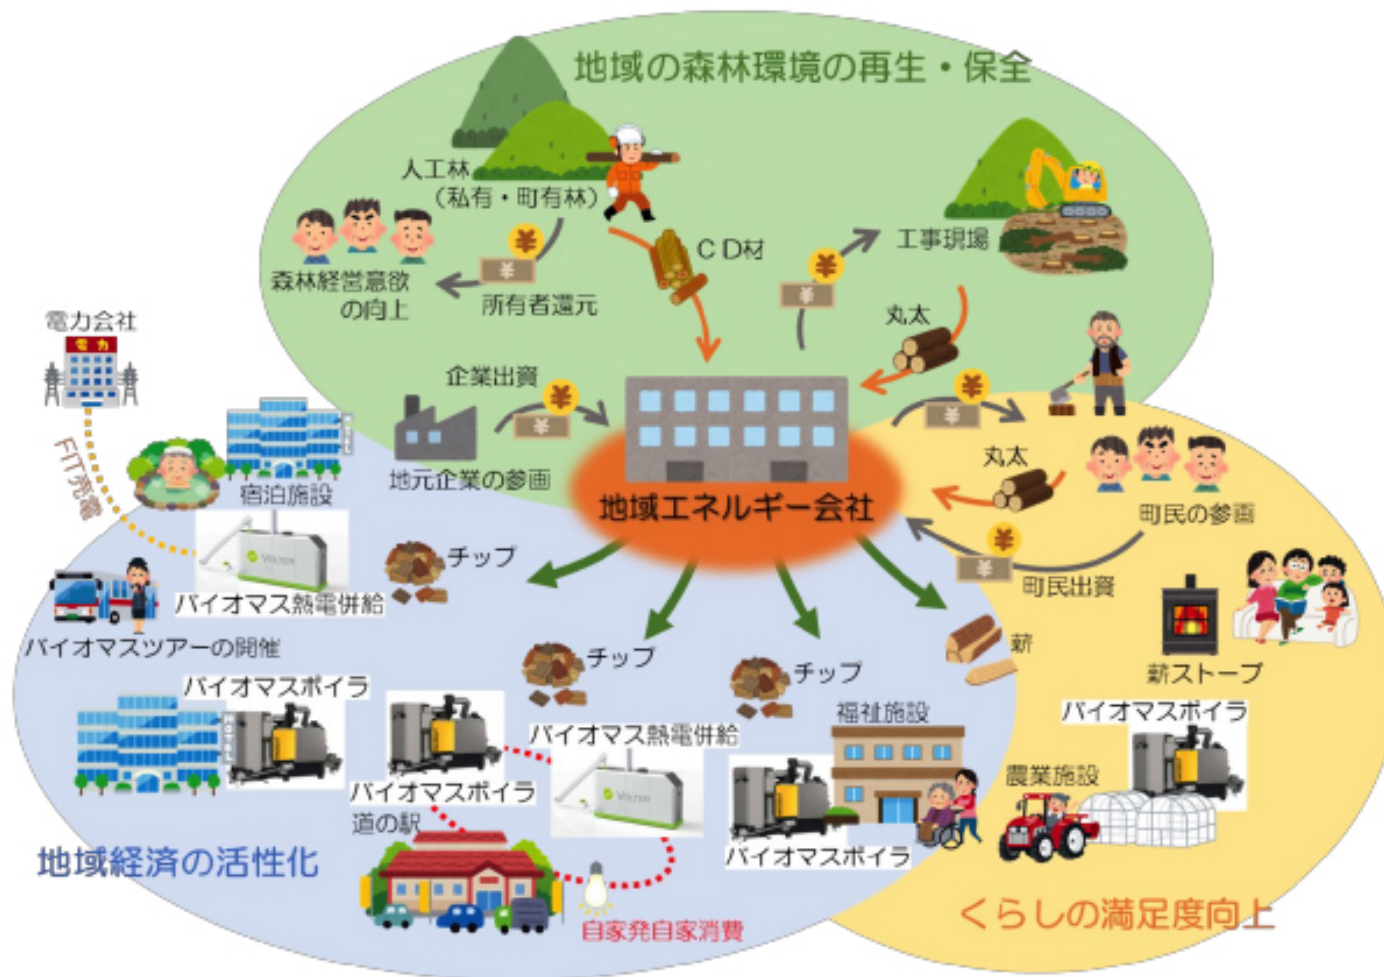 地域の森林環境の再生・保全
人工林
（私有・町有林）
CD材
工事現場
森林経営意欲
の向上
所有者還元
丸太
電力会社
電力
企業出資
FIT売電
HOTEL
宿泊施設
地元企業の参画
地域エネルギー会社
丸太
町民の参画
町民出資
VOLTER
バイオマス熱電併給
チップ
バイオマスツアーの開催
チップ
チップ
薪
薪ストーブ
バイオマスボイラ
HOTEL
バイオマスボイラ
道の駅
バイオマス熱電併給
VOLTER
福祉施設
バイオマスボイラ
バイオマスボイラ
農業施設
地域経済の活性化
自家発自家消費
くらしの満足度向上
¥
¥
¥
¥
¥
¥
¥
¥
¥
¥